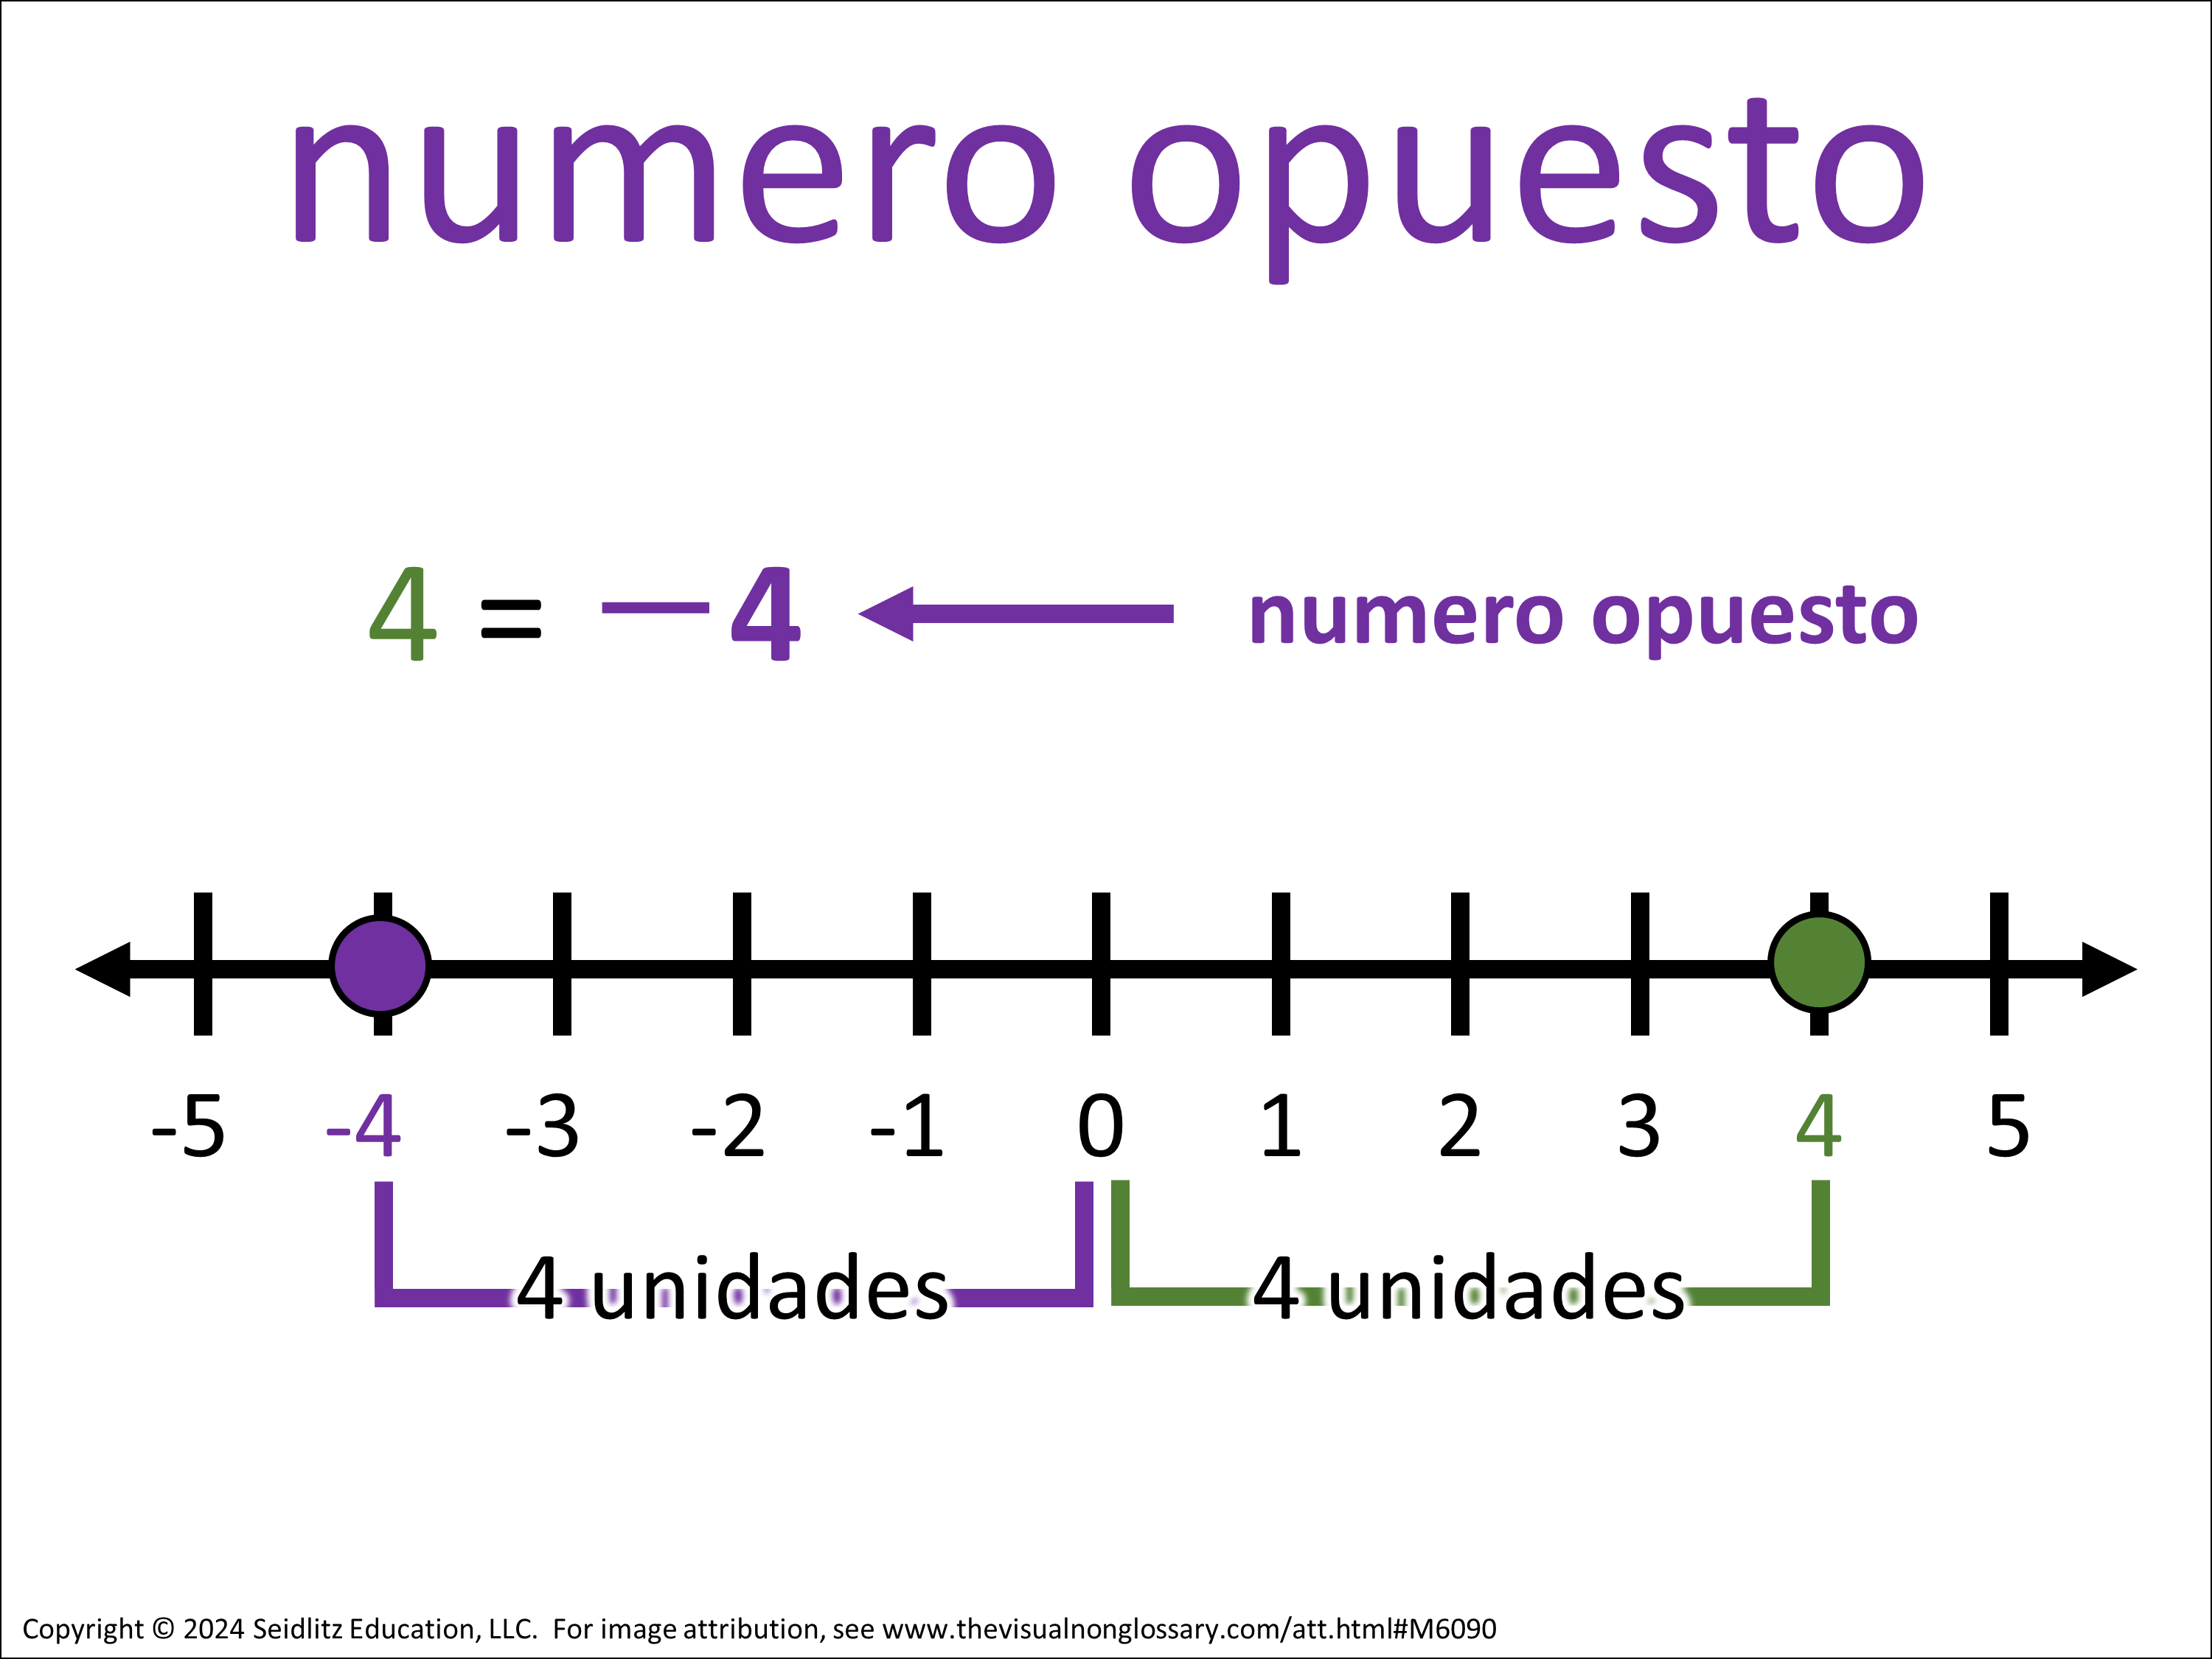 numero opuesto
4 = —4 numero opuesto
-5 -4 -3 -2 -1 0 1 2 3 4 5
4 unidades 4 unidades
Copyright © 2024 Seidlitz Education, LLC. For image attribution, see www.thevisualnonglossary.com/att.html#M6090